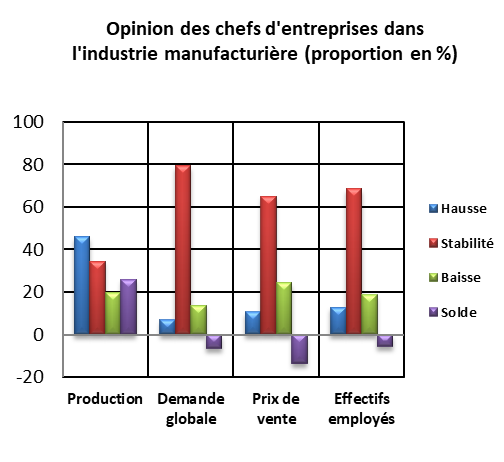 Opinion des chefs d'entreprises dans
l'industrie manufacturière (proportion en %)
100
80
60
40
20
0
-20
Production
Demande
globale
Prix de
vente
Effectifs
employés
Hausse
Stabilité
Baisse
Solde